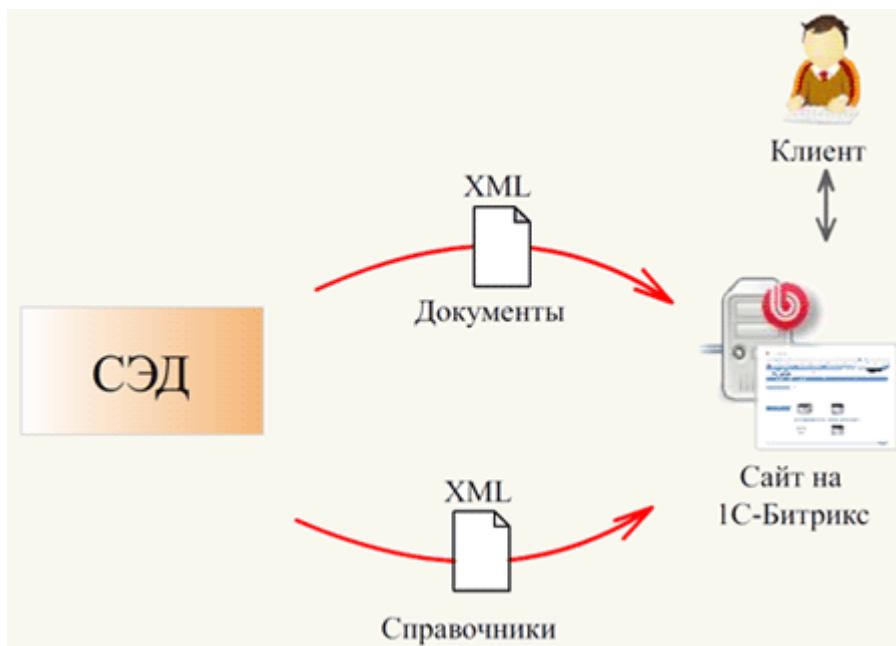 Клиент
XML
Документы
СЭД
Сайт на
1С-Битрикс
XML
Справочники